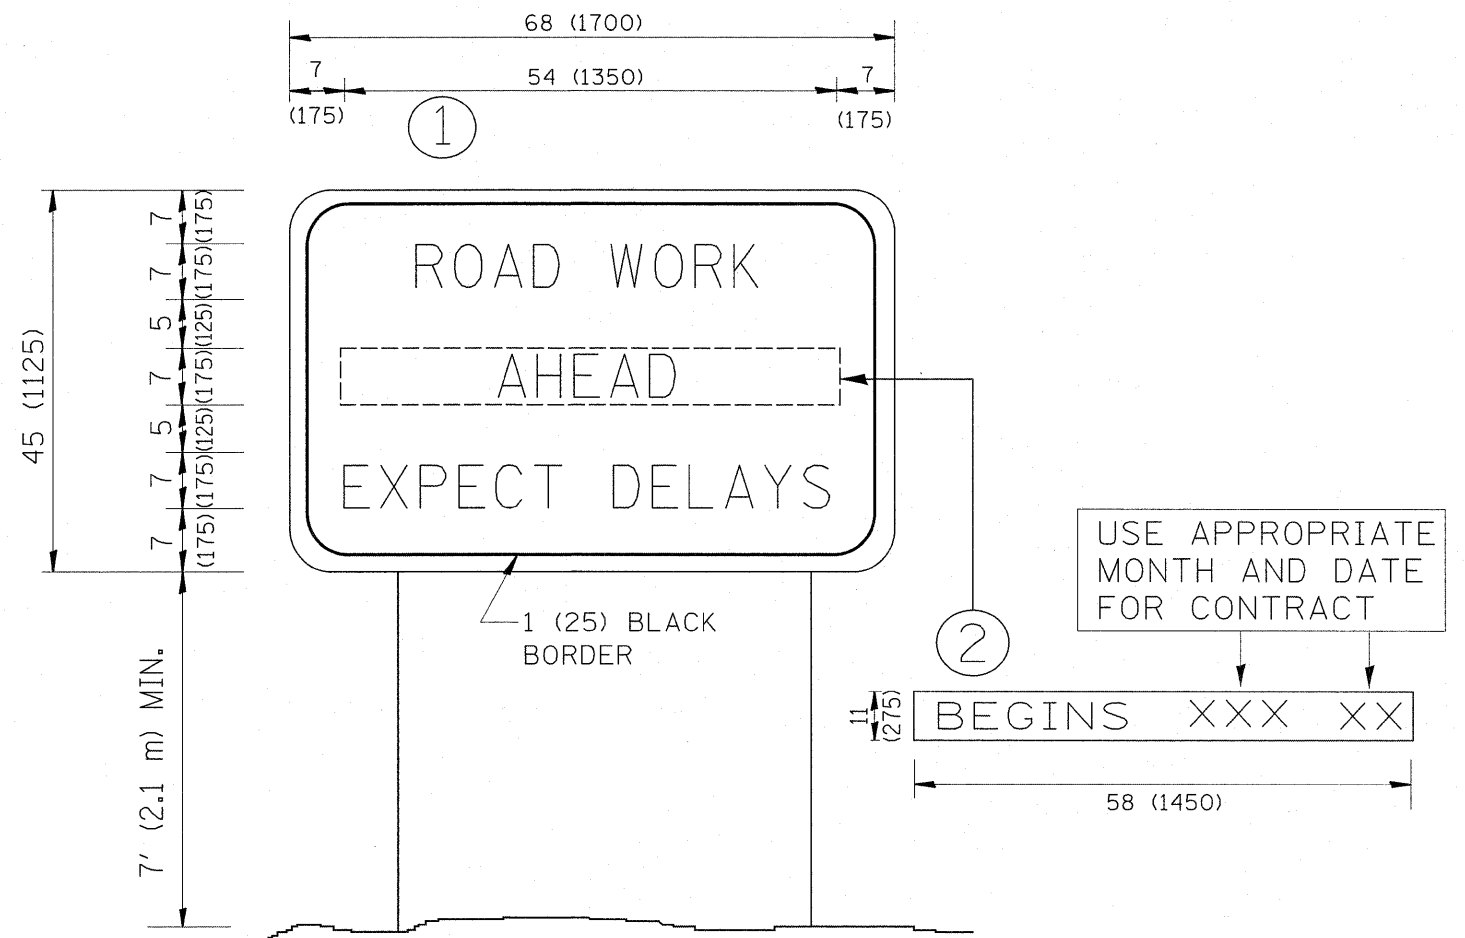 68 (1700)
7 54 (1350) 7
(175) (175)
1
7 (175)
7 (175)
5 (125)
7 (175)
5 (125)
7 (175)
7 (175)
45 (1125)
ROAD WORK
AHEAD
EXPECT DELAYS
1 (25) BLACK
BORDER
7' (2.1 m) MIN.
2
USE APPROPRIATE
MONTH AND DATE
FOR CONTRACT
11
(275)
BEGINS XXX XX
58 (1450)